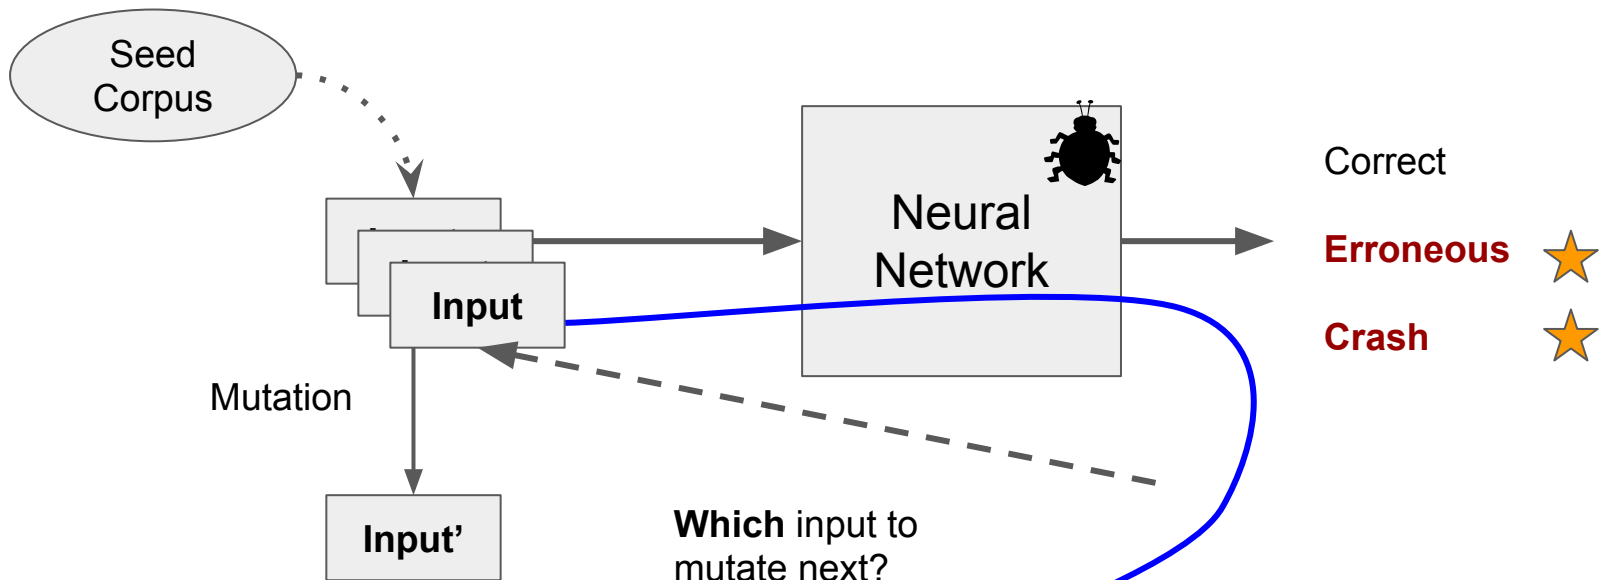 Seed
Corpus
Correct
Neural
Network
Erroneous
Input
Crash
Mutation
Which input to
mutate next?
Input’